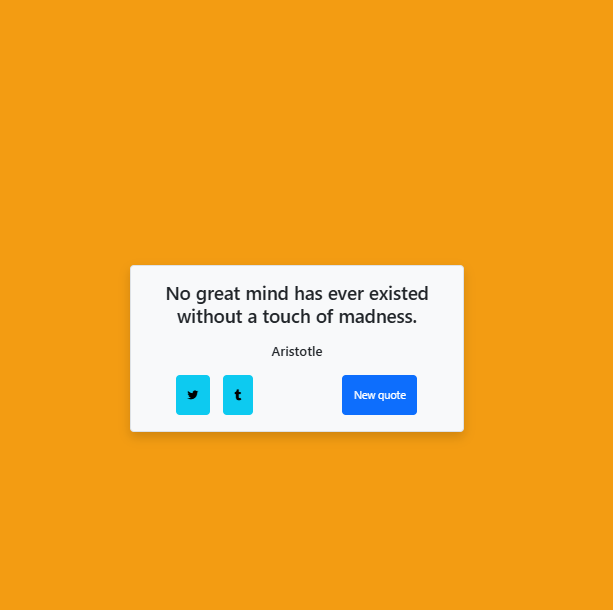 No great mind has ever existed
without a touch of madness.
Aristotle
New quote